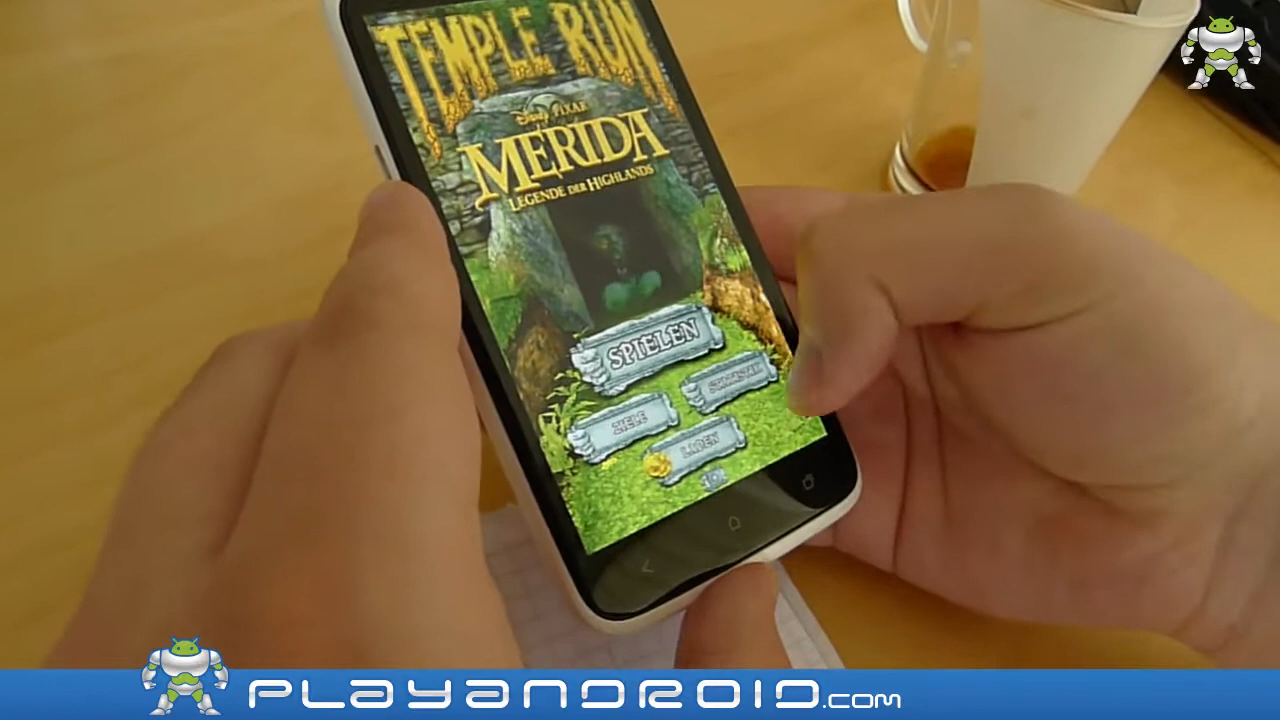 TEMPLE RUN
Disney PIXAR
MERIDA
LEGENDE DER HIGHLANDS
SPIELEN
ZIELE
LADEN
PLAYANDROID.COM